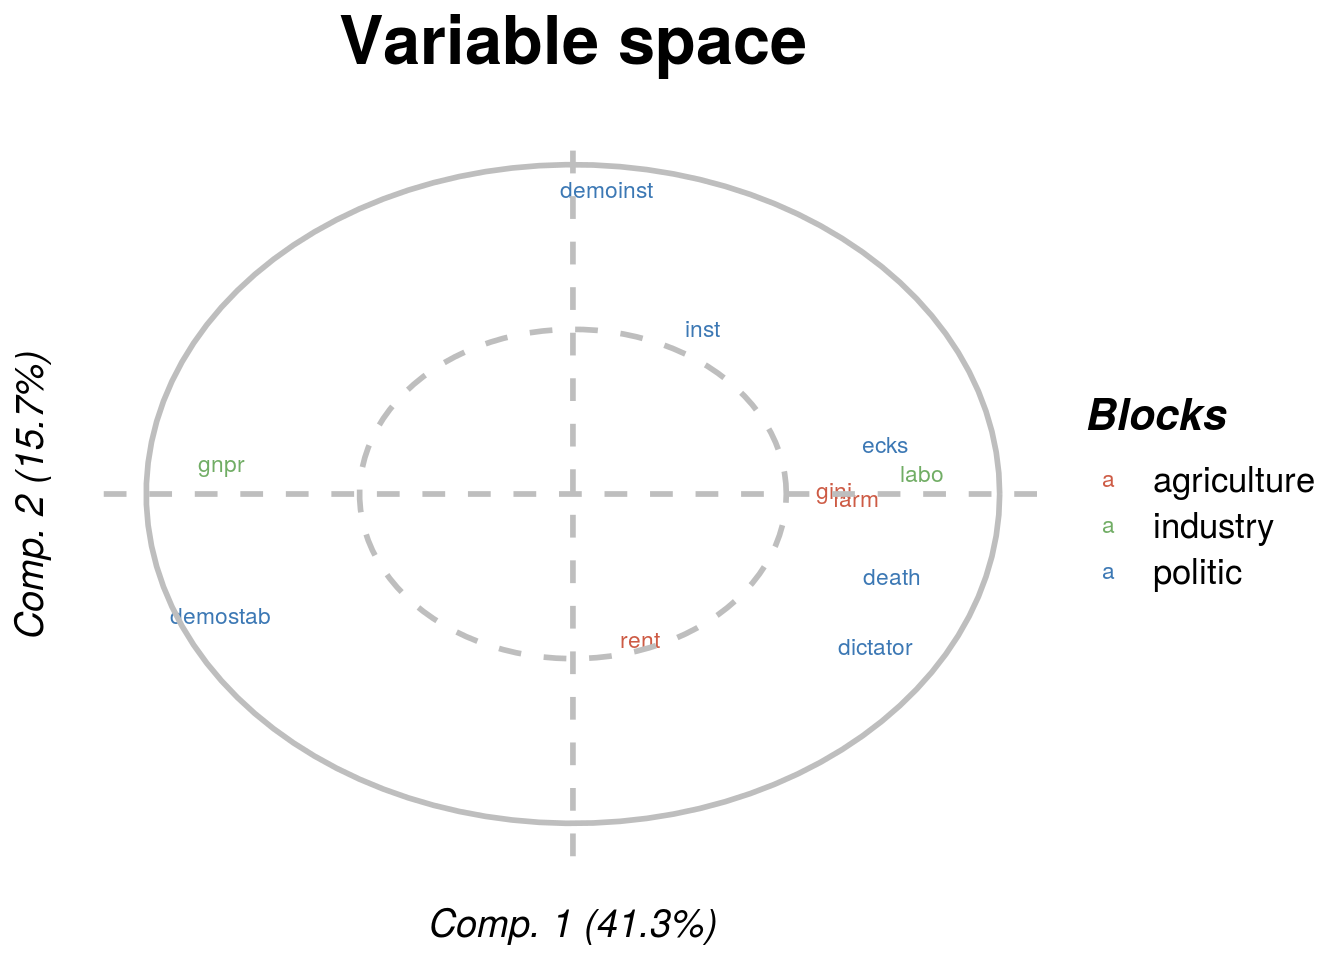 Variable space
demoinst
inst
ecks
gnpr
labo
gini
farm
death
demostab
rent
dictator
Comp. 2 (15.7%)
Comp. 1 (41.3%)
Blocks
a agriculture
a industry
a politic